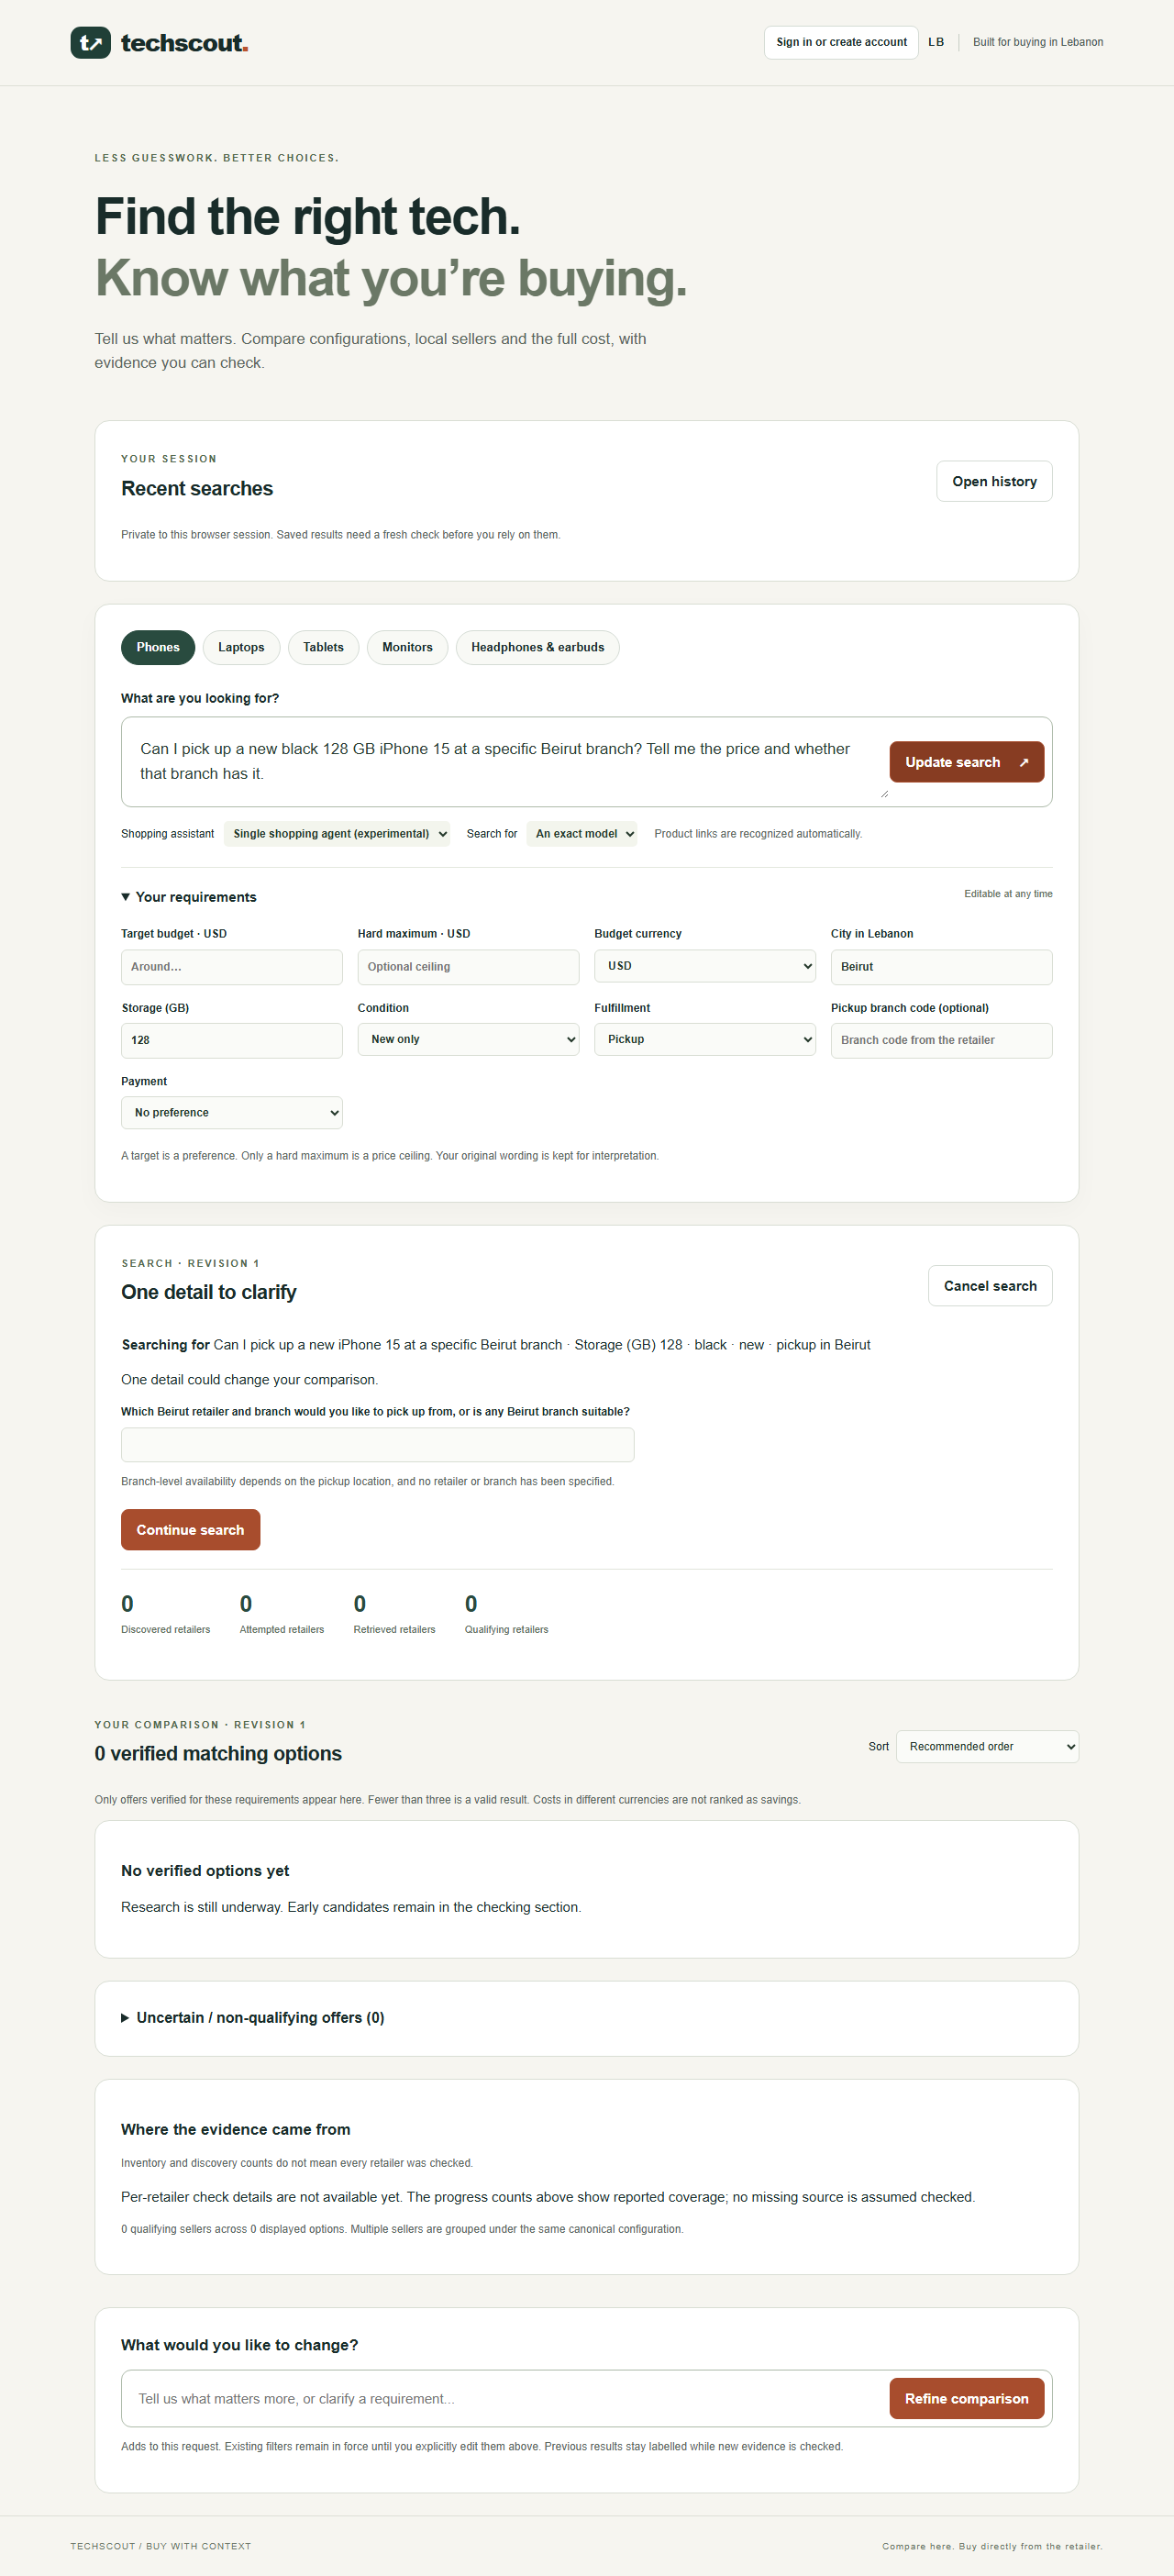 t↗ techscout.
Sign in or create account
LB
Built for buying in Lebanon
LESS GUESSWORK. BETTER CHOICES.
Find the right tech.
Know what you’re buying.
Tell us what matters. Compare configurations, local sellers and the full cost, with
evidence you can check.
YOUR SESSION
Recent searches
Open history
Private to this browser session. Saved results need a fresh check before you rely on them.
Phones
Laptops
Tablets
Monitors
Headphones & earbuds
What are you looking for?
Can I pick up a new black 128 GB iPhone 15 at a specific Beirut branch? Tell me the price and whether
that branch has it.
Update search ↗
Shopping assistant
Single shopping agent (experimental)
Search for
An exact model
Product links are recognized automatically.
▼ Your requirements
Editable at any time
Target budget · USD
Hard maximum · USD
Budget currency
City in Lebanon
Around...
Optional ceiling
USD
Beirut
Storage (GB)
Condition
Fulfillment
Pickup branch code (optional)
128
New only
Pickup
Branch code from the retailer
Payment
No preference
A target is a preference. Only a hard maximum is a price ceiling. Your original wording is kept for interpretation.
SEARCH · REVISION 1
One detail to clarify
Cancel search
Searching for Can I pick up a new iPhone 15 at a specific Beirut branch · Storage (GB) 128 · black · new · pickup in Beirut
One detail could change your comparison.
Which Beirut retailer and branch would you like to pick up from, or is any Beirut branch suitable?
Branch-level availability depends on the pickup location, and no retailer or branch has been specified.
Continue search
0
0
0
0
Discovered retailers
Attempted retailers
Retrieved retailers
Qualifying retailers
YOUR COMPARISON · REVISION 1
0 verified matching options
Sort
Recommended order
Only offers verified for these requirements appear here. Fewer than three is a valid result. Costs in different currencies are not ranked as savings.
No verified options yet
Research is still underway. Early candidates remain in the checking section.
▶ Uncertain / non-qualifying offers (0)
Where the evidence came from
Inventory and discovery counts do not mean every retailer was checked.
Per-retailer check details are not available yet. The progress counts above show reported coverage; no missing source is assumed checked.
0 qualifying sellers across 0 displayed options. Multiple sellers are grouped under the same canonical configuration.
What would you like to change?
Tell us what matters more, or clarify a requirement...
Refine comparison
Adds to this request. Existing filters remain in force until you explicitly edit them above. Previous results stay labelled while new evidence is checked.
TECHSCOUT / BUY WITH CONTEXT
Compare here. Buy directly from the retailer.